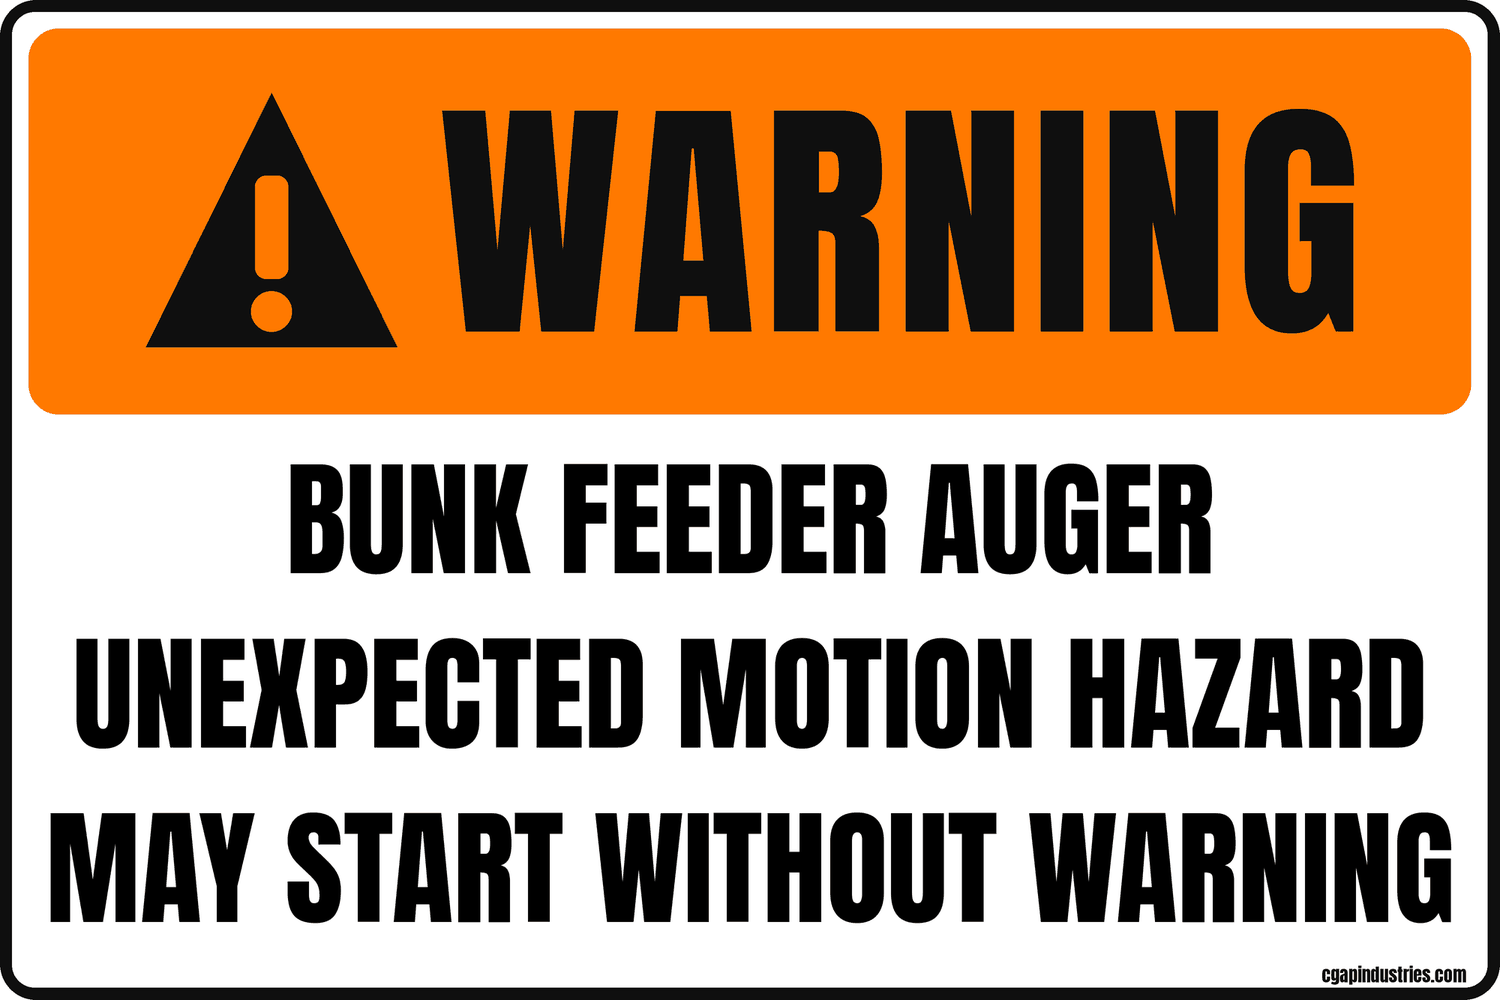 WARNING
BUNK FEEDER AUGER
UNEXPECTED MOTION HAZARD
MAY START WITHOUT WARNING
cgapindustries.com